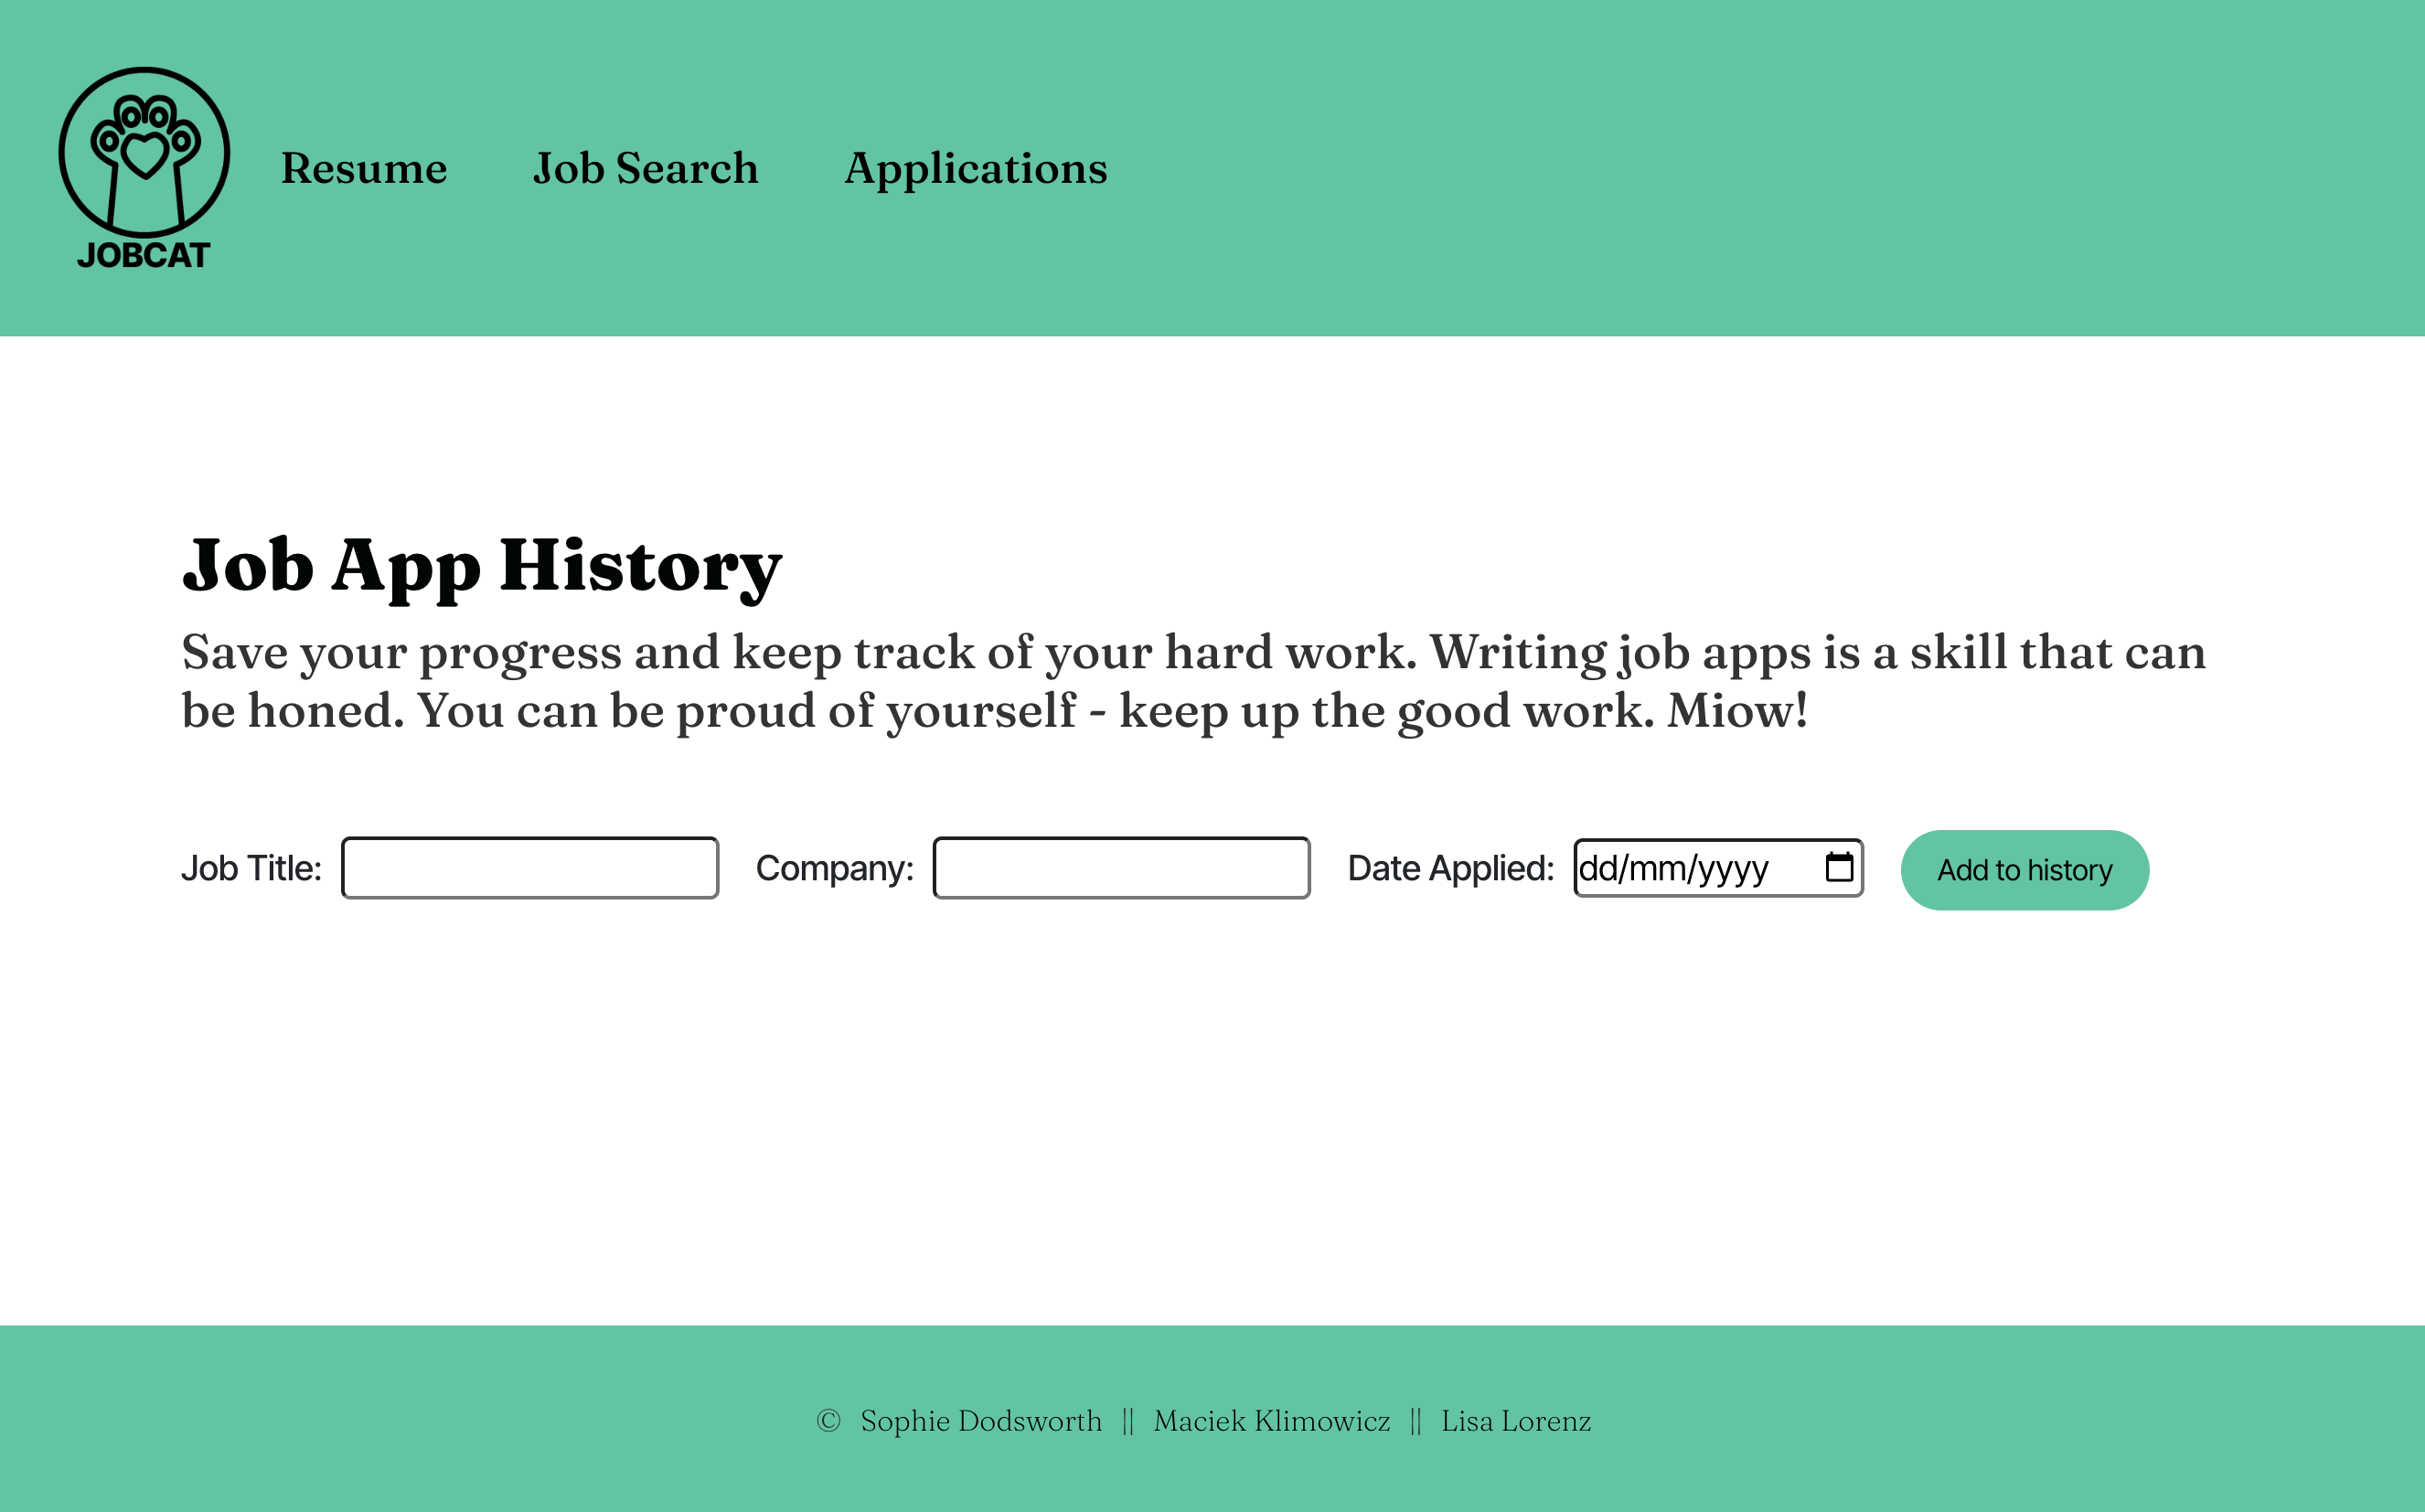 JOBCAT
Resume Job Search Applications
Job App History
Save your progress and keep track of your hard work. Writing job apps is a skill that can
be honed. You can be proud of yourself - keep up the good work. Miow!
Job Title: Company: Date Applied: dd/mm/yyyy Add to history
© Sophie Dodsworth || Maciek Klimowicz || Lisa Lorenz